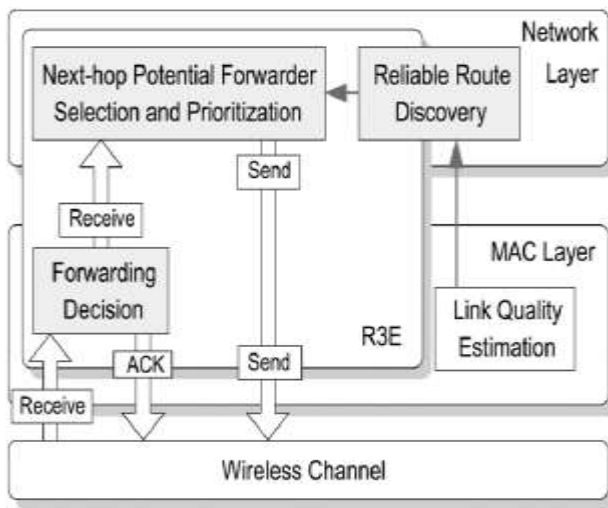 Network
Layer
Next-hop Potential Forwarder
Selection and Prioritization
Reliable Route
Discovery
Send
Receive
MAC Layer
Forwarding
Decision
Link Quality
Estimation
R3E
ACK
Send
Receive
Wireless Channel